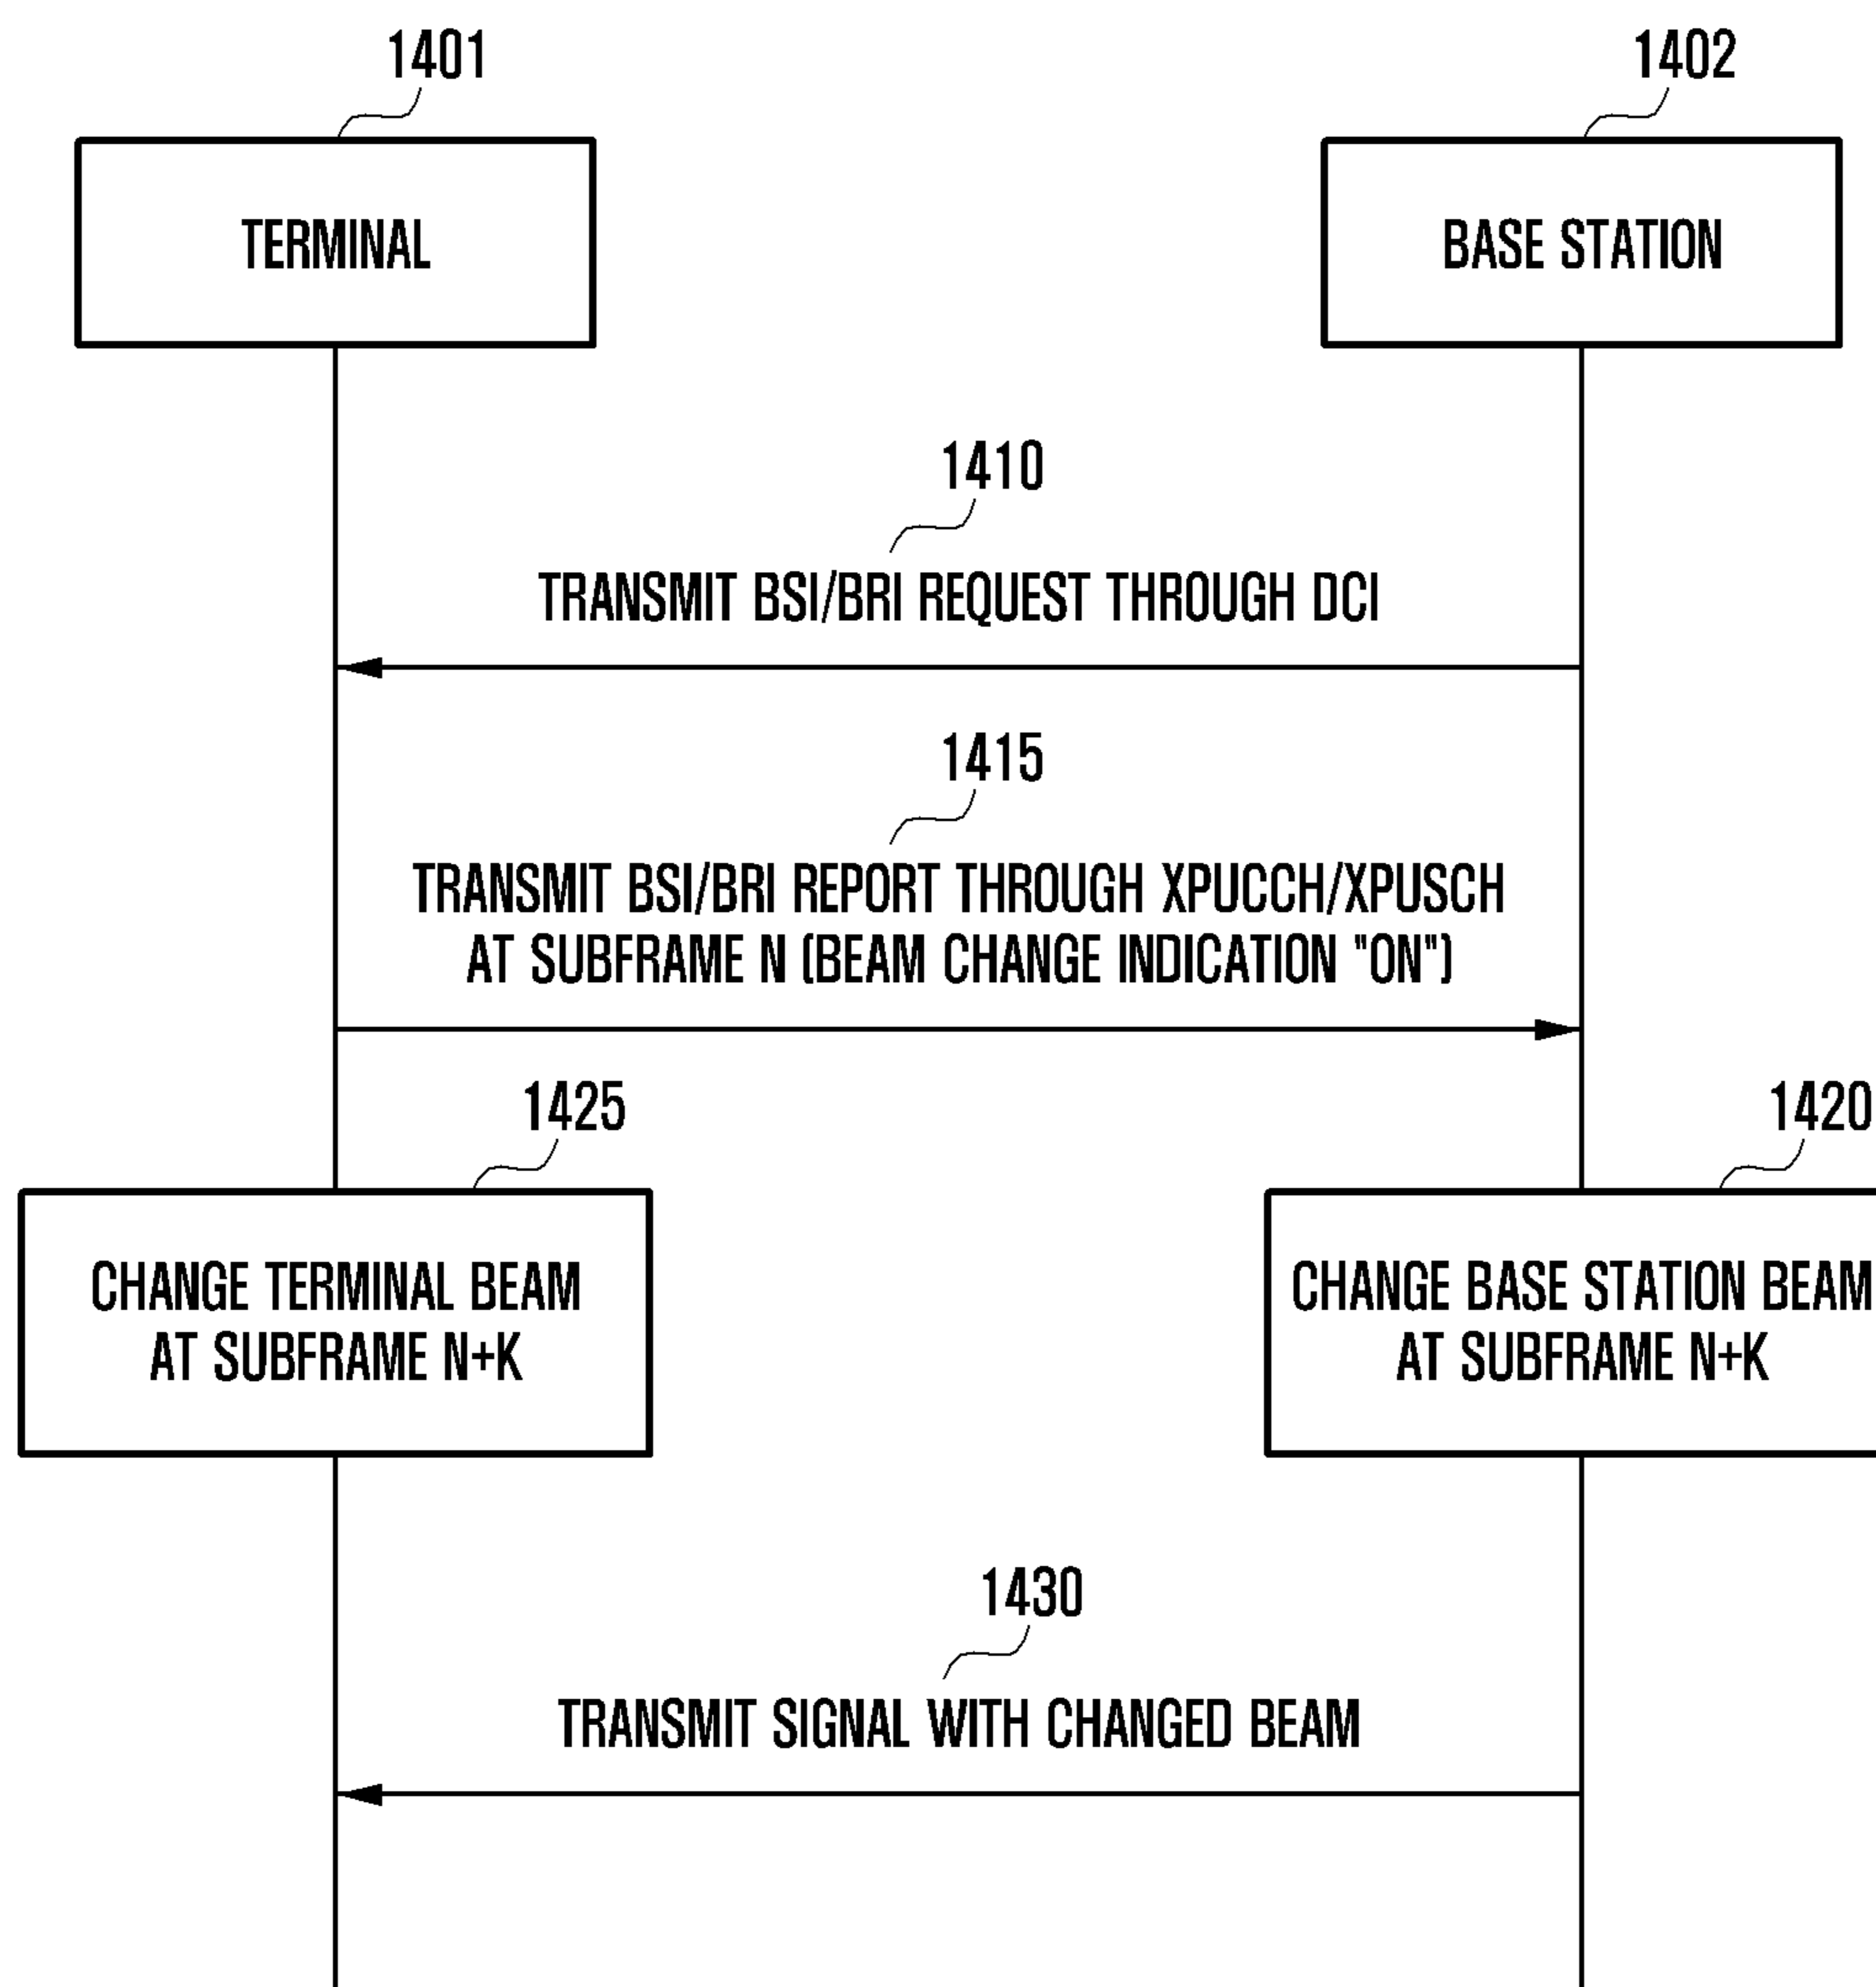 1401
1402
TERMINAL
BASE STATION
1410
TRANSMIT BSI/BRI REQUEST THROUGH DCI
1415
TRANSMIT BSI/BRI REPORT THROUGH XPUCCH/XPUSCH
AT SUBFRAME N (BEAM CHANGE INDICATION "ON")
1425
1420
CHANGE TERMINAL BEAM
AT SUBFRAME N+K
CHANGE BASE STATION BEAM
AT SUBFRAME N+K
1430
TRANSMIT SIGNAL WITH CHANGED BEAM